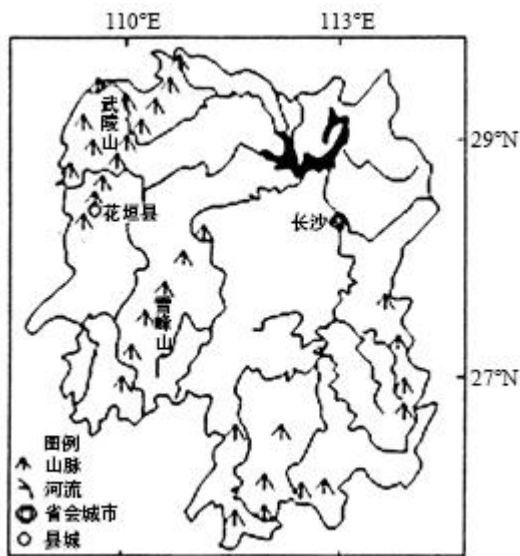 110°E
113°E
武陵山
29°N
花垣县
长沙
雪峰山
27°N
图例
山脉
河流
省会城市
县城